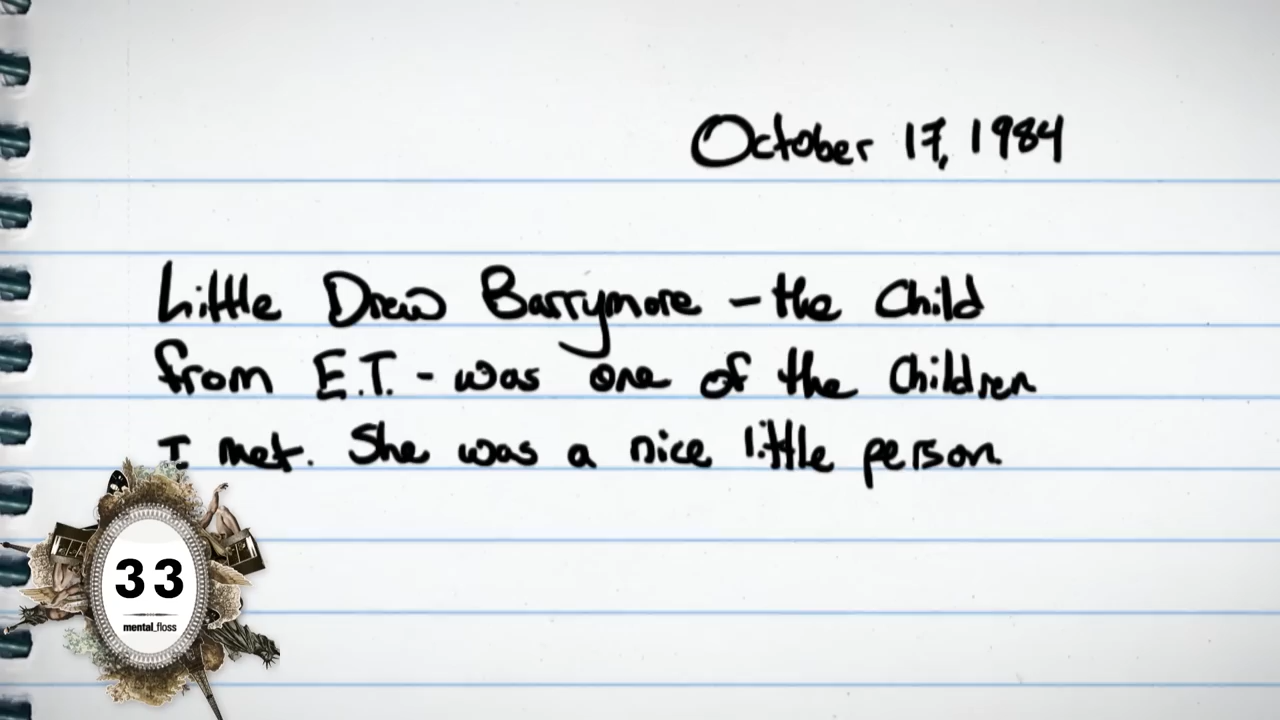 October 17, 1984
Little Drew Barrymore - the Child
from E.T. - was one of the Children
I met. She was a nice little person
33
mental_floss